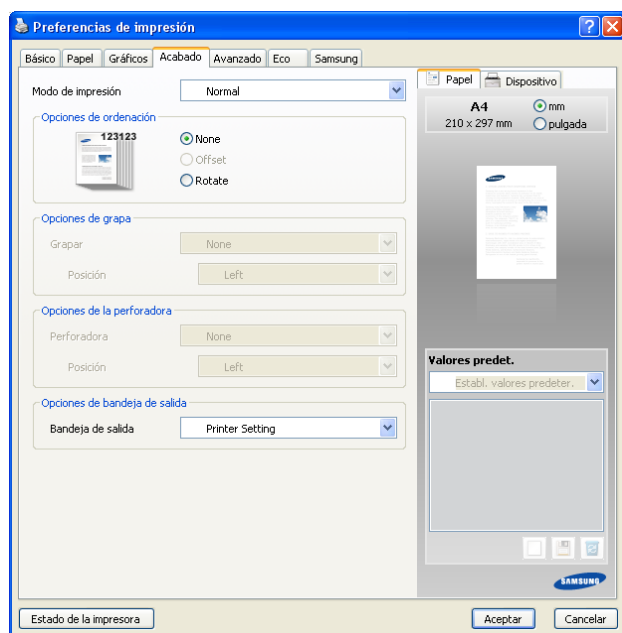 Preferencias de impresión
Básico Papel Gráficos Acabado Avanzado Eco Samsung
Modo de impresión Normal
Opciones de ordenación
123123
None
Offset
Rotate
Opciones de grapa
Grapar None
Posición Left
Opciones de la perforadora
Perforadora None
Posición Left
Opciones de bandeja de salida
Bandeja de salida Printer Setting
Papel Dispositivo
A4 mm
210 x 297 mm pulgada
Valores predet.
Establ. valores predeter.
SAMSUNG
Estado de la impresora Aceptar Cancelar